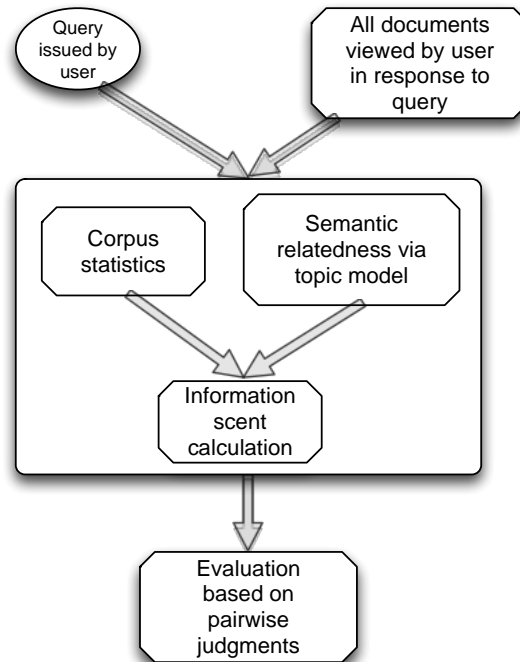 Query
issued by
user
All documents
viewed by user
in response to
query
Corpus
statistics
Semantic
relatedness via
topic model
Information
scent
calculation
Evaluation
based on
pairwise
judgments